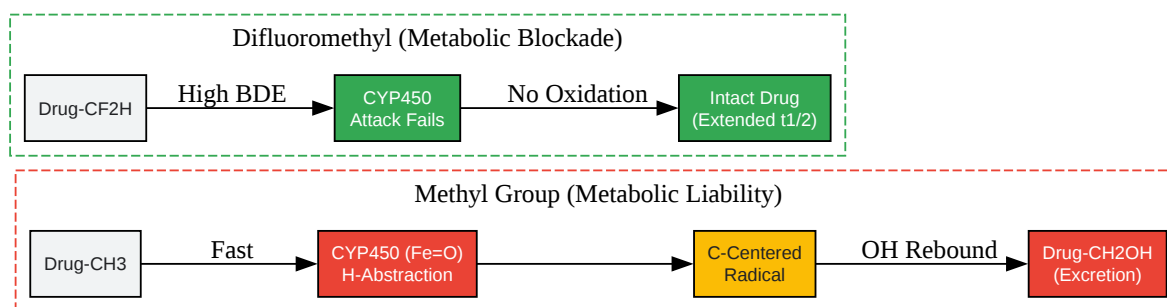 Difluoromethyl (Metabolic Blockade)
Drug-CF2H
High BDE
CYP450
Attack Fails
No Oxidation
Intact Drug
(Extended t1/2)
Methyl Group (Metabolic Liability)
Drug-CH3
Fast
CYP450 (Fe=O)
H-Abstraction
C-Centered
Radical
OH Rebound
Drug-CH2OH
(Excretion)